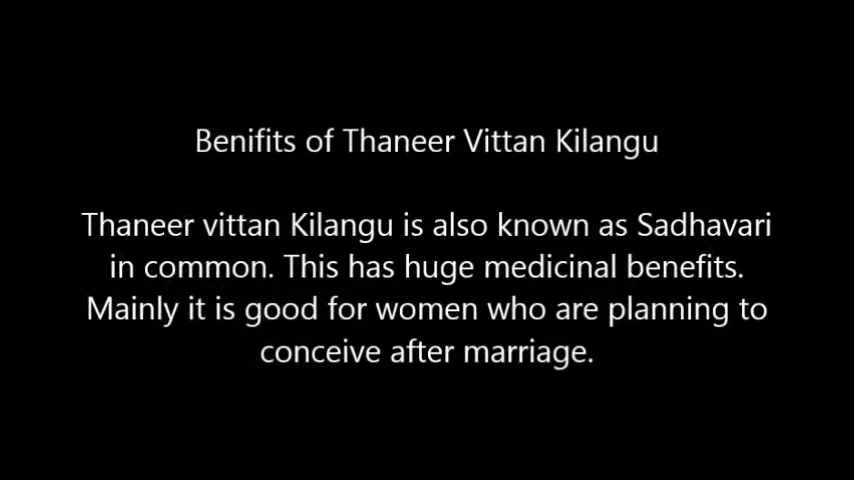 Benifits of Thaneer Vittan Kilangu
Thaneer vittan Kilangu is also known as Sadhavari
in common. This has huge medicinal benefits.
Mainly it is good for women who are planning to
conceive after marriage.